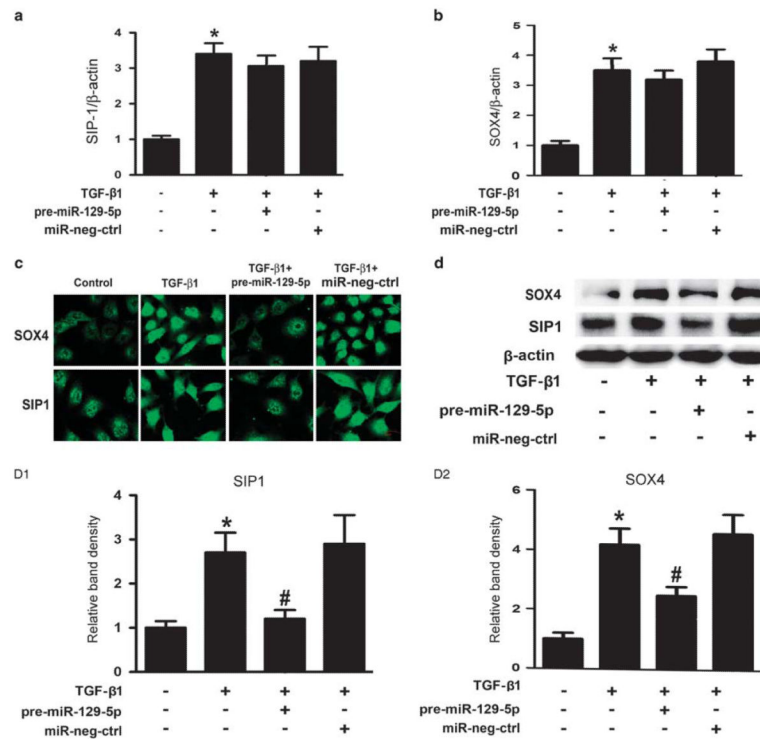 a
SIP-1/β-actin
4
3
2
1
0
*
TGF-β1 - + + +
pre-miR-129-5p - - + -
miR-neg-ctrl - - - +
b
SOX4/β-actin
5
4
3
2
1
0
*
TGF-β1 - + + +
pre-miR-129-5p - - + -
miR-neg-ctrl - - - +
c
Control
TGF-β1
TGF-β1+
pre-miR-129-5p
TGF-β1+
miR-neg-ctrl
SOX4
SIP1
d
SOX4
SIP1
β-actin
TGF-β1 - + + +
pre-miR-129-5p - - + -
miR-neg-ctrl - - - +
D1
SIP1
Relative band density
4
3
2
1
0
*
#
TGF-β1 - + + +
pre-miR-129-5p - - + -
miR-neg-ctrl - - - +
D2
SOX4
Relative band density
6
4
2
0
*
#
TGF-β1 - + + +
pre-miR-129-5p - - + -
miR-neg-ctrl - - - +